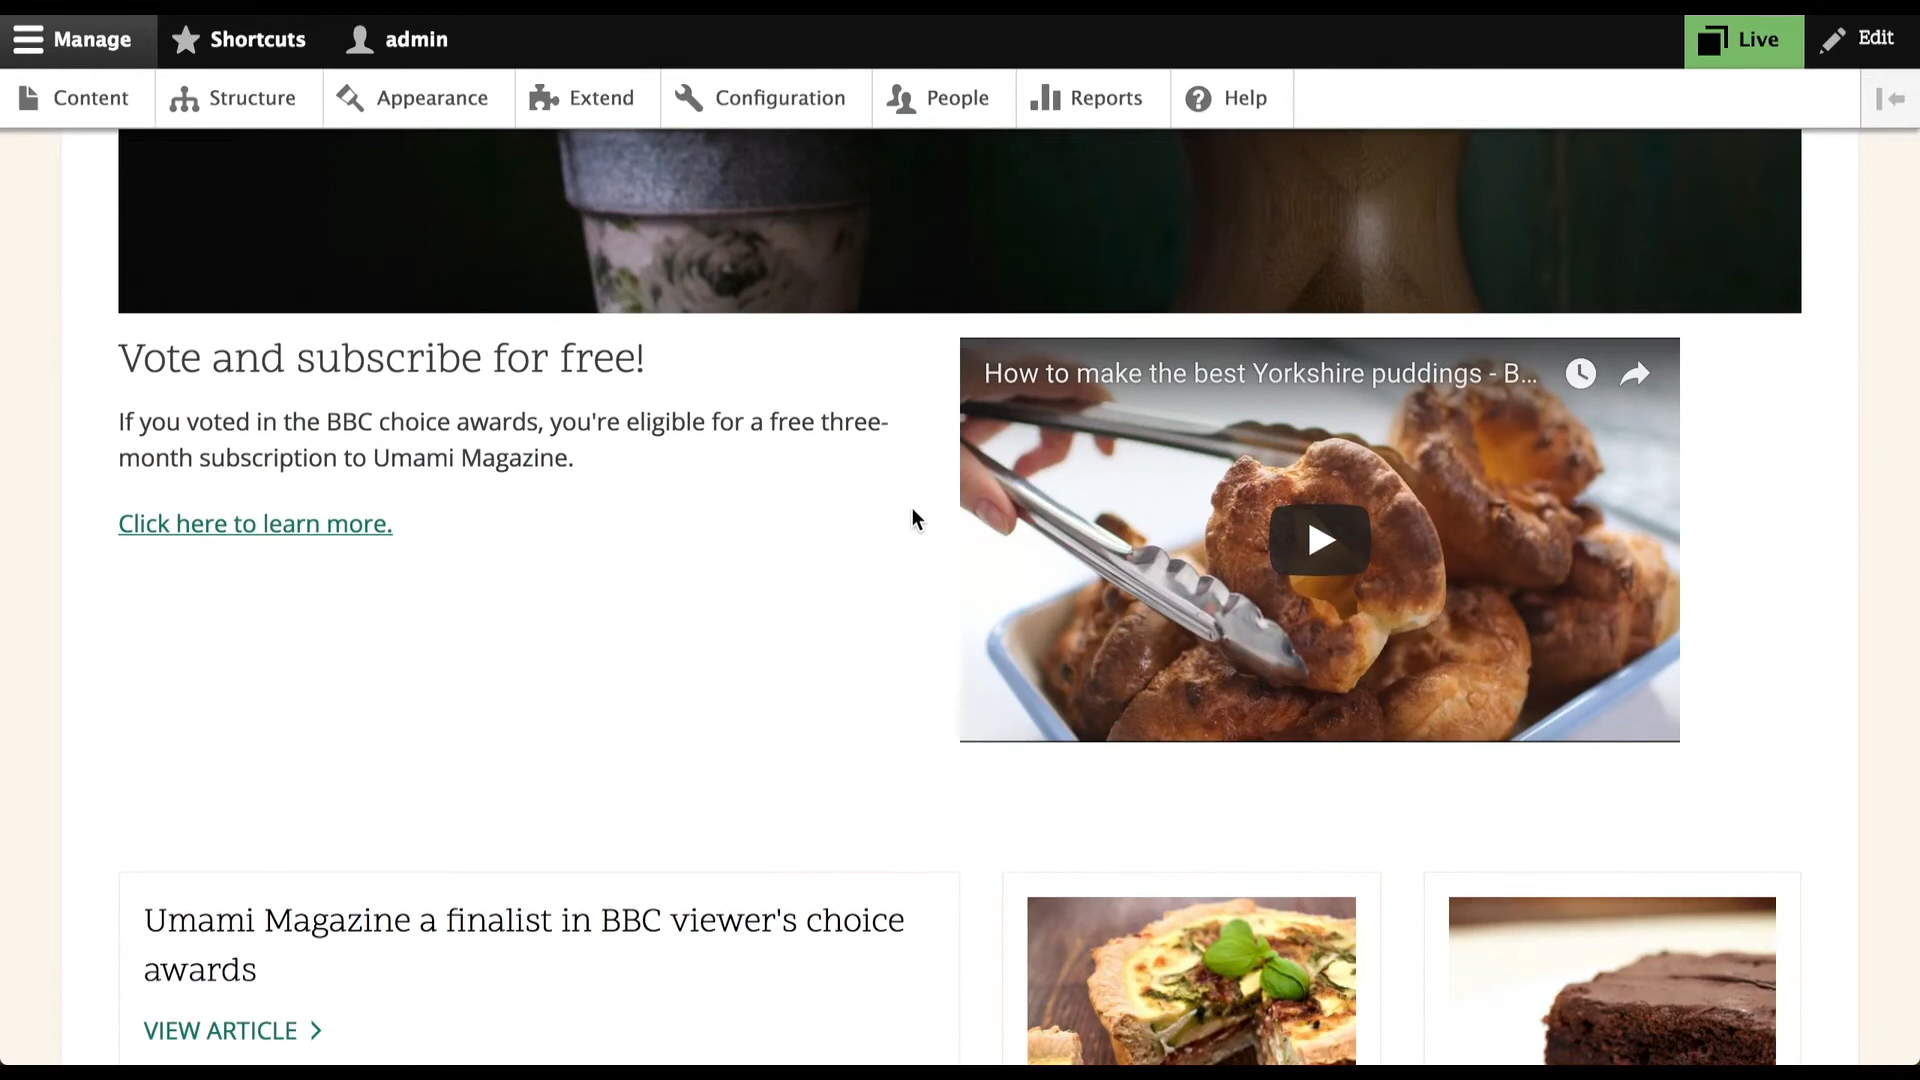 Manage Shortcuts admin Live Edit
Content Structure Appearance Extend Configuration People Reports Help
Vote and subscribe for free!
If you voted in the BBC choice awards, you're eligible for a free three-
month subscription to Umami Magazine.
Click here to learn more.
How to make the best Yorkshire puddings - B...
Umami Magazine a finalist in BBC viewer's choice
awards
VIEW ARTICLE